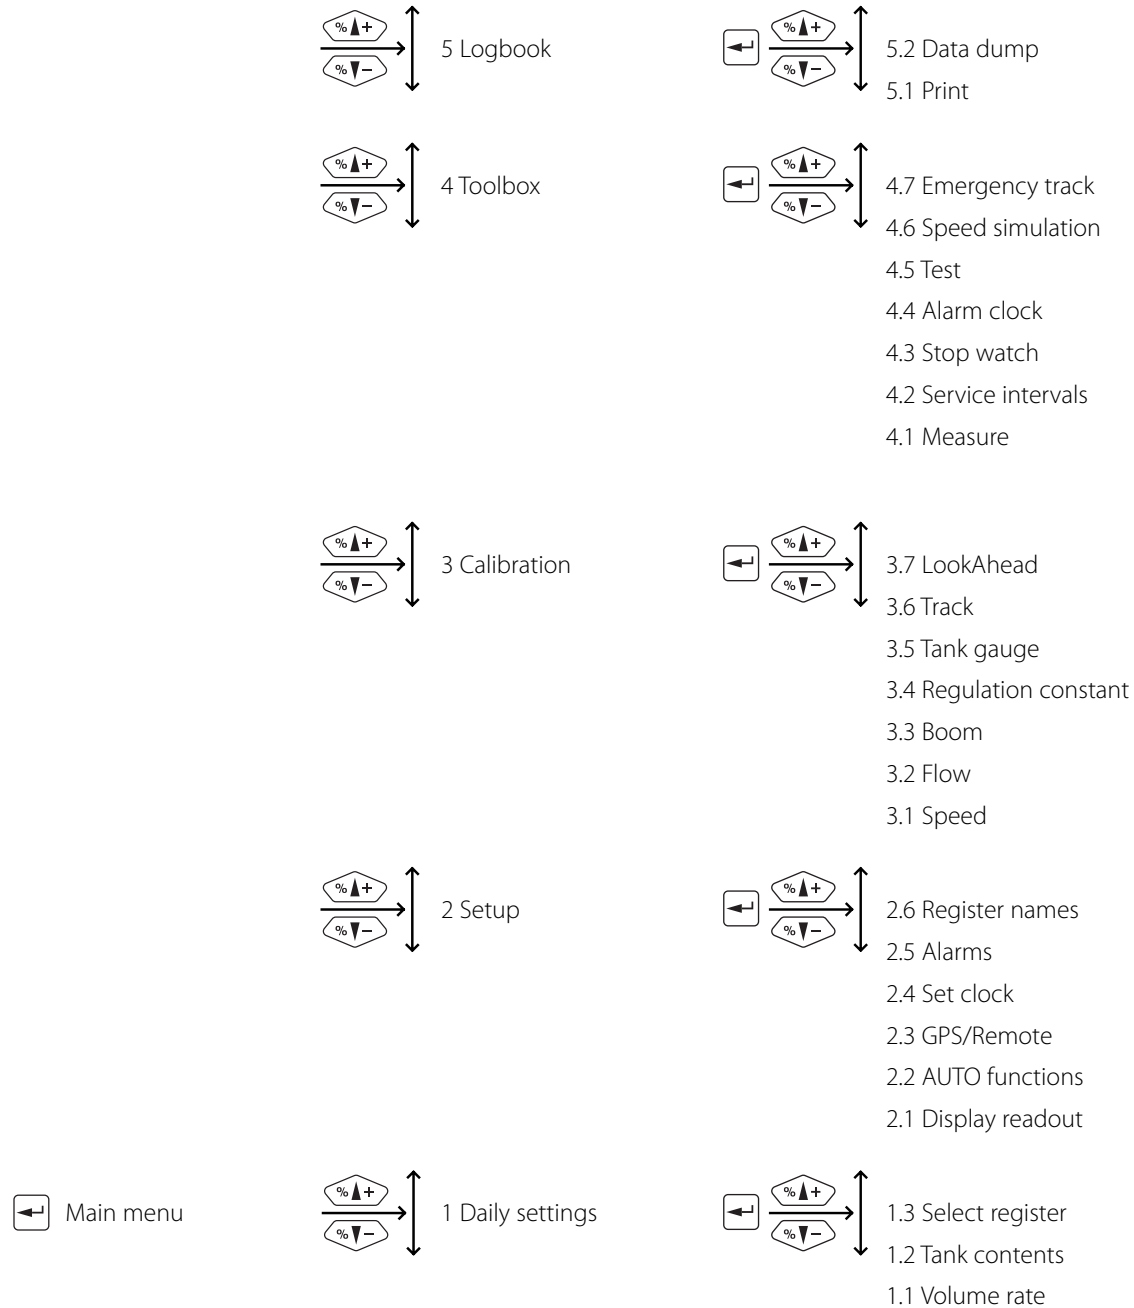 % + 
5 Logbook
% −
% +
5.2 Data dump
% −
5.1 Print
% +
4 Toolbox
% −
% +
4.7 Emergency track
% −
4.6 Speed simulation
4.5 Test
4.4 Alarm clock
4.3 Stop watch
4.2 Service intervals
4.1 Measure
% +
3 Calibration
% −
% +
3.7 LookAhead
% −
3.6 Track
3.5 Tank gauge
3.4 Regulation constant
3.3 Boom
3.2 Flow
3.1 Speed
% +
2 Setup
% −
% +
2.6 Register names
% −
2.5 Alarms
2.4 Set clock
2.3 GPS/Remote
2.2 AUTO functions
2.1 Display readout
Main menu
% +
1 Daily settings
% −
% +
1.3 Select register
% −
1.2 Tank contents
1.1 Volume rate